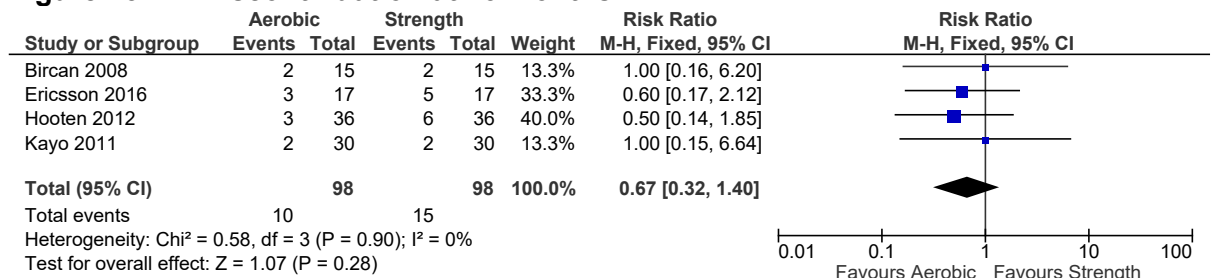 Aerobic Strength Risk Ratio Risk Ratio
Study or Subgroup Events Total Events Total Weight M-H, Fixed, 95% CI M-H, Fixed, 95% CI
Bircan 2008 2 15 2 15 13.3% 1.00 [0.16, 6.20]
Ericsson 2016 3 17 5 17 33.3% 0.60 [0.17, 2.12]
Hooten 2012 3 36 6 36 40.0% 0.50 [0.14, 1.85]
Kayo 2011 2 30 2 30 13.3% 1.00 [0.15, 6.64]
Total (95% CI) 98 98 100.0% 0.67 [0.32, 1.40]
Total events 10 15
Heterogeneity: Chi² = 0.58, df = 3 (P = 0.90); I² = 0%
Test for overall effect: Z = 1.07 (P = 0.28)
0.01 0.1 1 10 100
Favours Aerobic Favours Strength